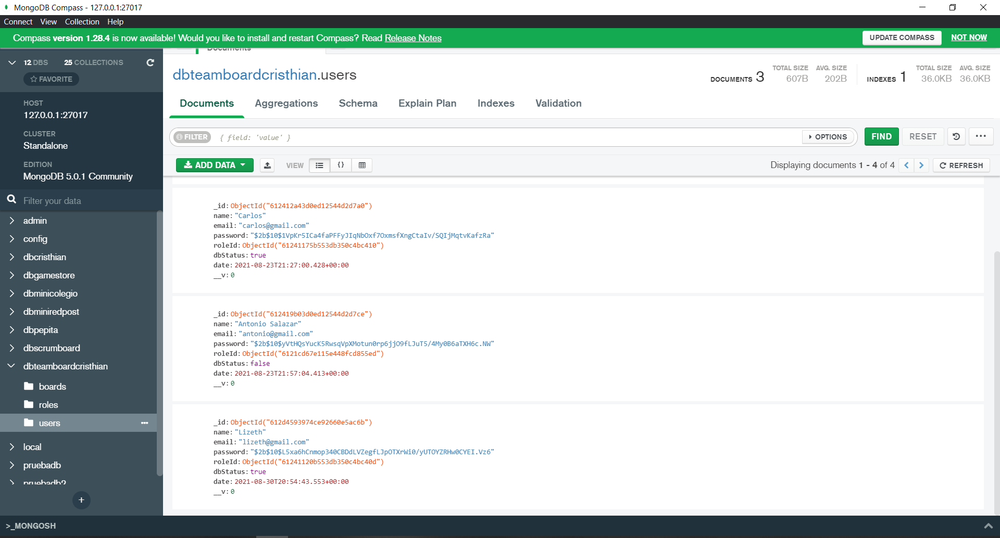 MongoDB Compass - 127.0.0.1:27017
Connect View Collection Help
Compass version 1.28.4 is now available! Would you like to install and restart Compass? Read Release Notes
UPDATE COMPASS NOT NOW
12 DBS 25 COLLECTIONS
FAVORITE
HOST
127.0.0.1:27017
CLUSTER
Standalone
EDITION
MongoDB 5.0.1 Community
Filter your data
admin
config
dbcristhian
dbgamestore
dbminicolegio
dbminiredpost
dbpepita
dbscrumboard
dbteamboardcristhian
boards
roles
users
local
pruebadb
pruebadb2
>_MONGOSH
Documents
dbteamboardcristhian.users
DOCUMENTS 3 TOTAL SIZE 607B AVG. SIZE 202B INDEXES 1 TOTAL SIZE 36.0KB AVG. SIZE 36.0KB
Documents Aggregations Schema Explain Plan Indexes Validation
FILTER { field: 'value' } OPTIONS FIND RESET
ADD DATA VIEW {} Displaying documents 1 - 4 of 4 REFRESH
_id: ObjectId("612412a43d0ed12544d2d7a0")
name: "Carlos"
email: "carlos@gmail.com"
password: "$2b$10$1VpKr5ICa4faPFFyJIqNbOxf7OxmsfXngCtaIv/SQIjMqtvKafzRa"
roleId: ObjectId("61241175b553db350c4bc410")
dbStatus: true
date: 2021-08-23T21:27:00.428+00:00
__v: 0
_id: ObjectId("612419b03d0ed12544d2d7ce")
name: "Antonio Salazar"
email: "antonio@gmail.com"
password: "$2b$10$yVtHQsYucK5RwsqVpXMotun0rp6jjO9fLJuT5/4My0B6aTXH6c.NW"
roleId: ObjectId("6121cd67e115e448fcd855ed")
dbStatus: false
date: 2021-08-23T21:57:04.413+00:00
__v: 0
_id: ObjectId("612d4593974ce92660e5ac6b")
name: "Lizeth"
email: "lizeth@gmail.com"
password: "$2b$10$L5xa6hCnmop340CBDdLVZegfLJpOTXrWi0/yUTOYZRHw0CYEI.Vz6"
roleId: ObjectId("61241120b553db350c4bc40d")
dbStatus: true
date: 2021-08-30T20:54:43.553+00:00
__v: 0